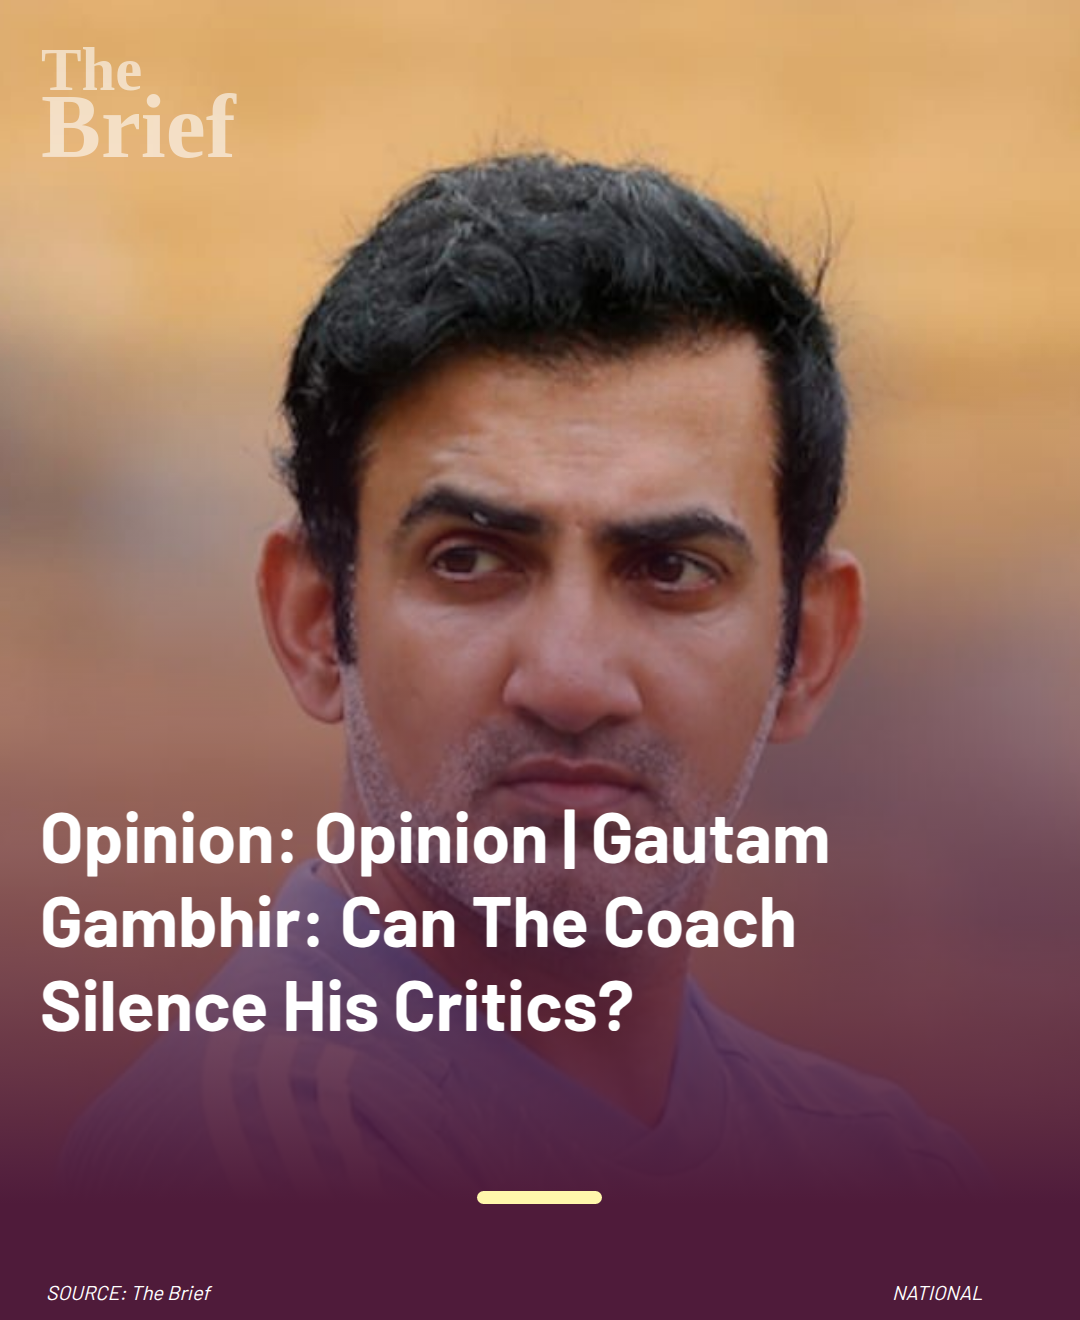 The
Brief
Opinion: Opinion | Gautam
Gambhir: Can The Coach
Silence His Critics?
SOURCE: The Brief
NATIONAL